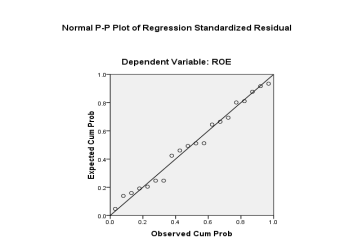 Normal P-P Plot of Regression Standardized Residual
Dependent Variable: ROE
Expected Cum Prob
1.0
0.8
0.6
0.4
0.2
0.0
0.0 0.2 0.4 0.6 0.8 1.0
Observed Cum Prob